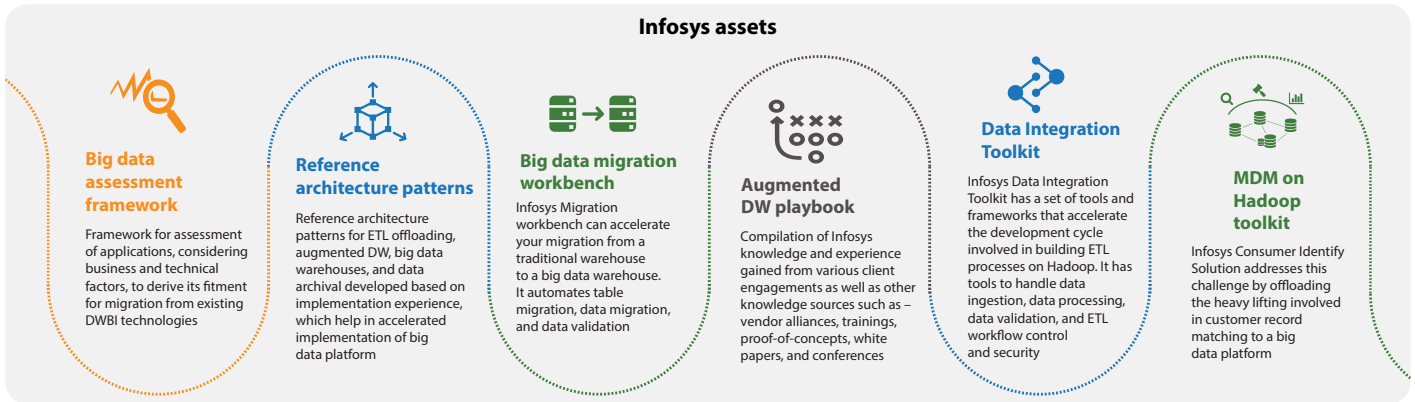 Infosys assets
Big data
assessment
framework
Framework for assessment
of applications, considering
business and technical
factors, to derive its fitment
for migration from existing
DWBI technologies
Reference
architecture patterns
Reference architecture
patterns for ETL offloading,
augmented DW, big data
warehouses, and data
archival developed based on
implementation experience,
which help in accelerated
implementation of big
data platform
Big data migration
workbench
Infosys Migration
workbench can accelerate
your migration from a
traditional warehouse
to a big data warehouse.
It automates table
migration, data migration,
and data validation
Augmented
DW playbook
Compilation of Infosys
knowledge and experience
gained from various client
engagements as well as other
knowledge sources such as –
vendor alliances, trainings,
proof-of-concepts, white
papers, and conferences
Data Integration
Toolkit
Infosys Data Integration
Toolkit has a set of tools and
frameworks that accelerate
the development cycle
involved in building ETL
processes on Hadoop. It has
tools to handle data
ingestion, data processing,
data validation, and ETL
workflow control
and security
MDM on
Hadoop
toolkit
Infosys Consumer Identify
Solution addresses this
challenge by offloading
the heavy lifting involved
in customer record
matching to a big
data platform